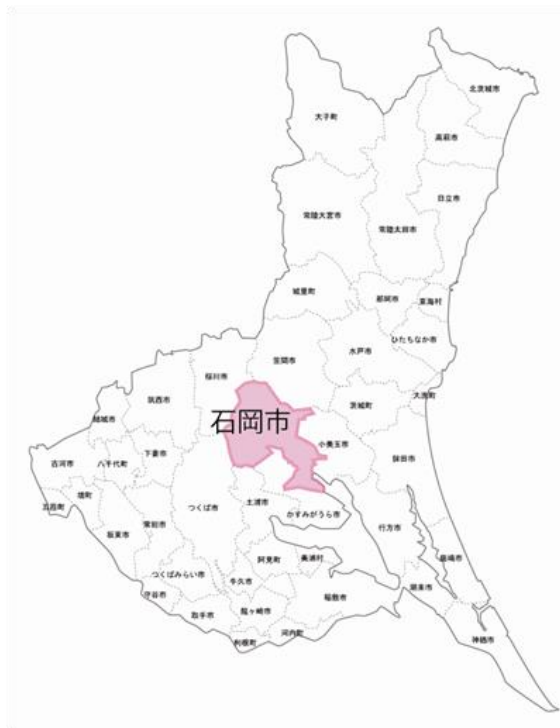 北茨城市
大子町
高萩市
日立市
常陸大宮市
常陸太田市
城里町
那珂市
東海村
ひたちなか市
水戸市
笠間市
桜川市
筑西市
大洗町
茨城町
結城市
石岡市
小美玉市
鉾田市
下妻市
八千代町
古河市
境町
五霞町
つくば市
土浦市
かすみがうら市
常総市
坂東市
行方市
鹿嶋市
阿見町
美浦村
つくばみらい市
牛久市
守谷市
稲敷市
潮来市
取手市
龍ヶ崎市
河内町
利根町
神栖市